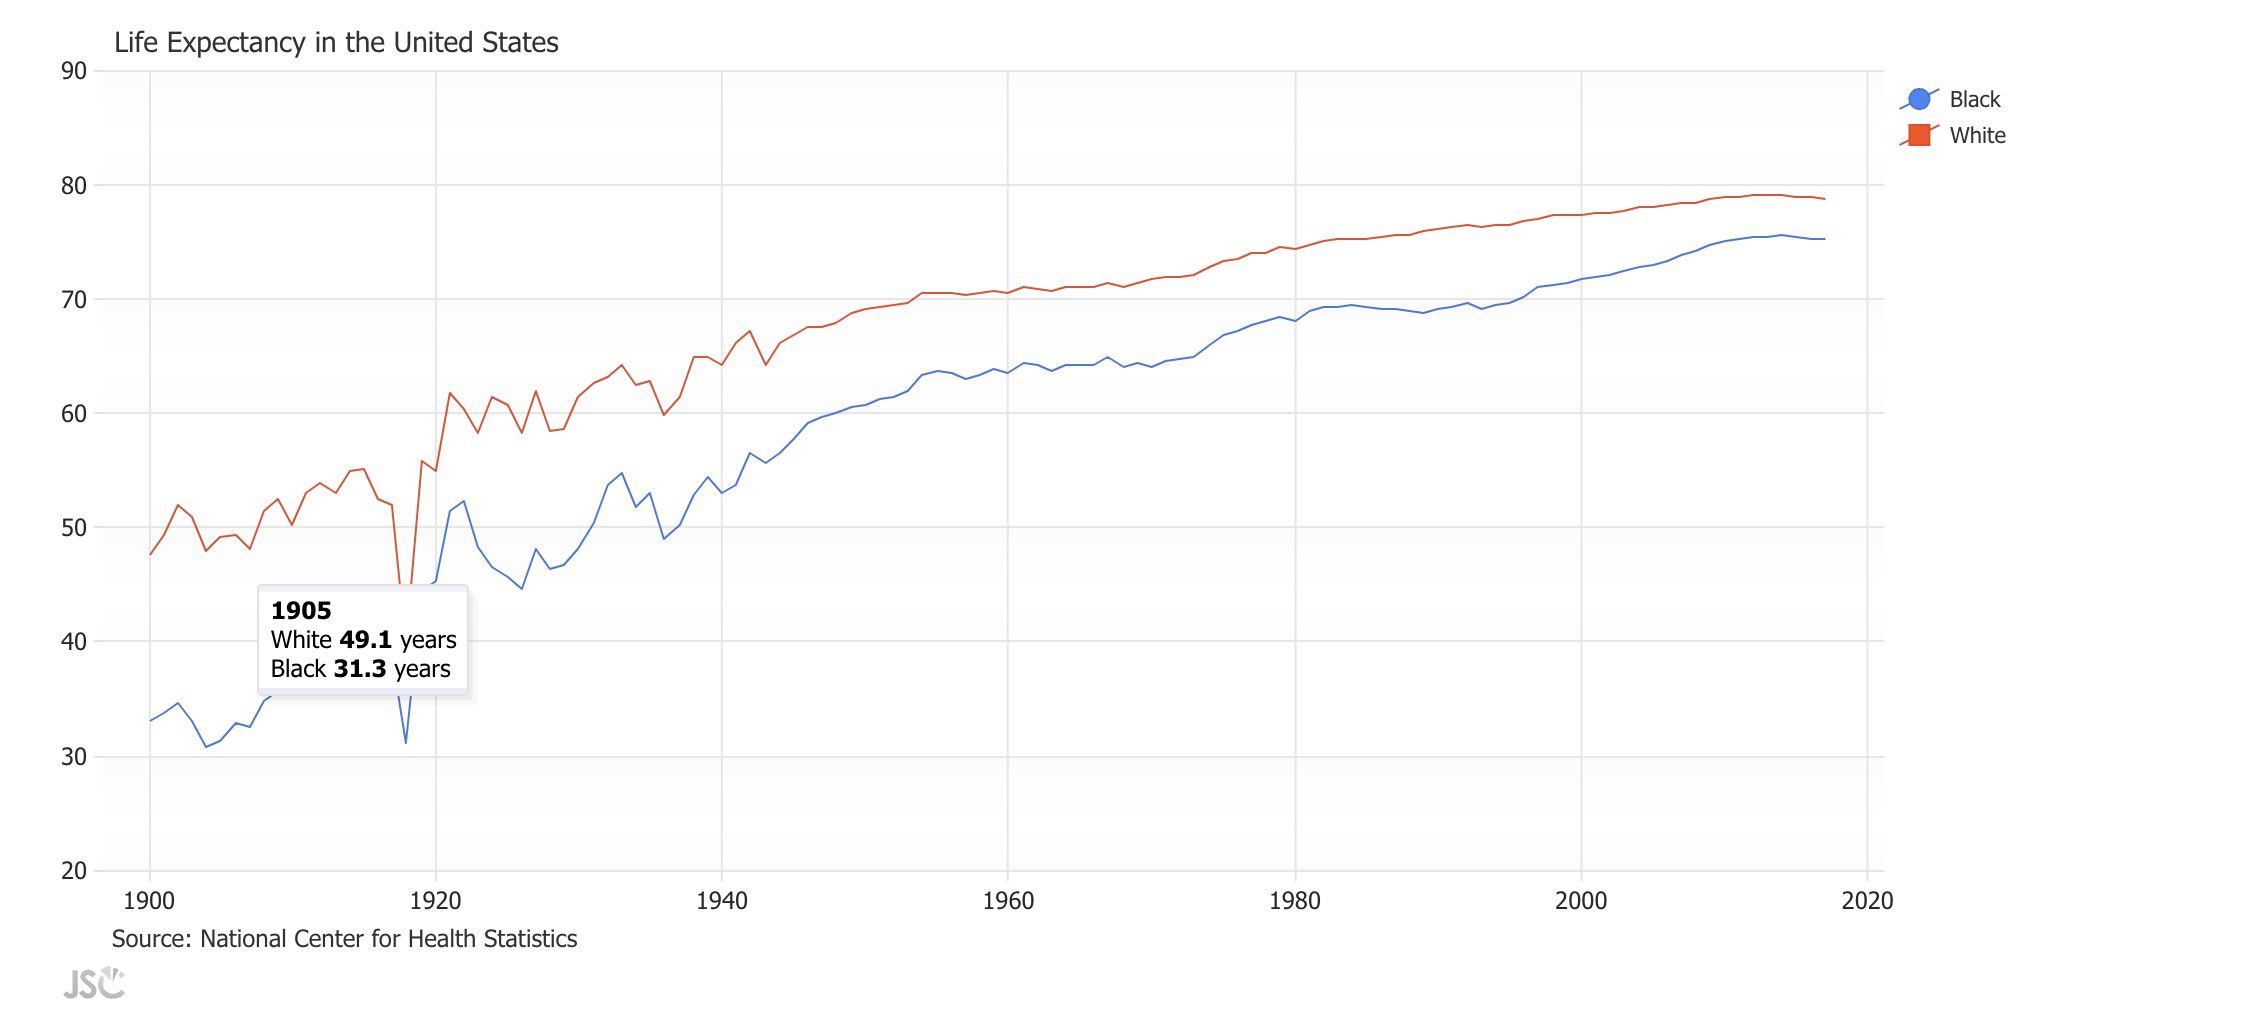 Life Expectancy in the United States
90
80
70
60
50
40
30
20
1900
1920
1940
1960
1980
2000
2020
Black
White
1905
White 49.1 years
Black 31.3 years
Source: National Center for Health Statistics
JSC